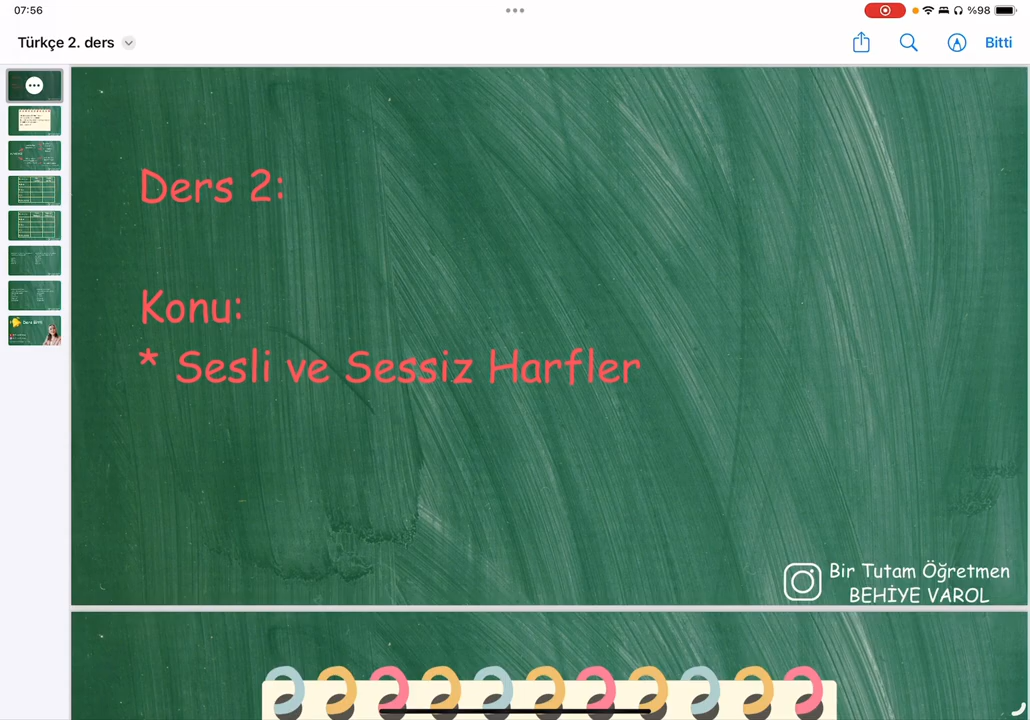 07:56
%98
Türkçe 2. ders
Bitti
Ders 2:
Konu:
* Sesli ve Sessiz Harfler
Bir Tutam Öğretmen
BEHİYE VAROL